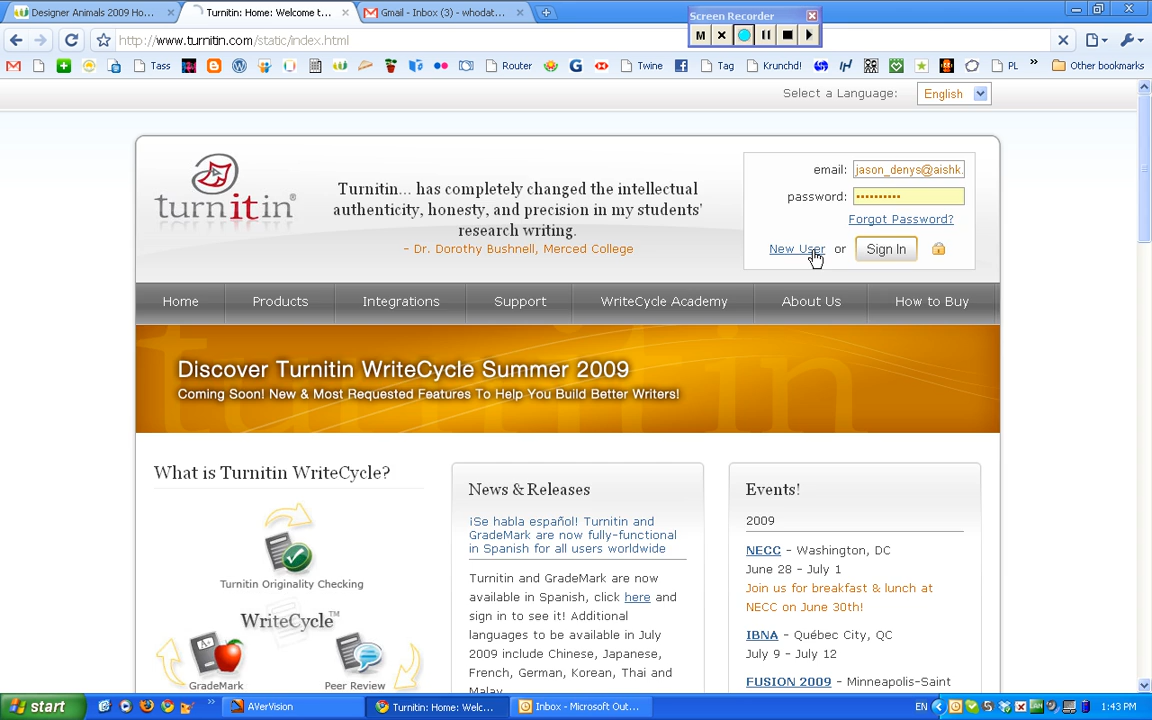 Designer Animals 2009 Ho...
Turnitin: Home: Welcome t...
Gmail - Inbox (3) - whodat...
Screen Recorder
http://www.turnitin.com/static/index.html
Tass
Router
Twine
Tag
Krunchd!
PL
Other bookmarks
Select a Language:
English
turnitin®
Turnitin... has completely changed the intellectual
authenticity, honesty, and precision in my students'
research writing.
– Dr. Dorothy Bushnell, Merced College
email:
jason_denys@aishk.
password:
Forgot Password?
New User or Sign In
Home
Products
Integrations
Support
WriteCycle Academy
About Us
How to Buy
Discover Turnitin WriteCycle Summer 2009
Coming Soon! New & Most Requested Features To Help You Build Better Writers!
What is Turnitin WriteCycle?
Turnitin Originality Checking
WriteCycle™
GradeMark
Peer Review
News & Releases
¡Se habla español! Turnitin and
GradeMark are now fully-functional
in Spanish for all users worldwide
Turnitin and GradeMark are now
available in Spanish, click here and
sign in to see it! Additional
languages to be available in July
2009 include Chinese, Japanese,
French, German, Korean, Thai and
Malay
Events!
2009
NECC - Washington, DC
June 28 - July 1
Join us for breakfast & lunch at
NECC on June 30th!
IBNA - Québec City, QC
July 9 - July 12
FUSION 2009 - Minneapolis-Saint
start
AVerVision
Turnitin: Home: Welc...
Inbox - Microsoft Out...
EN
1:43 PM